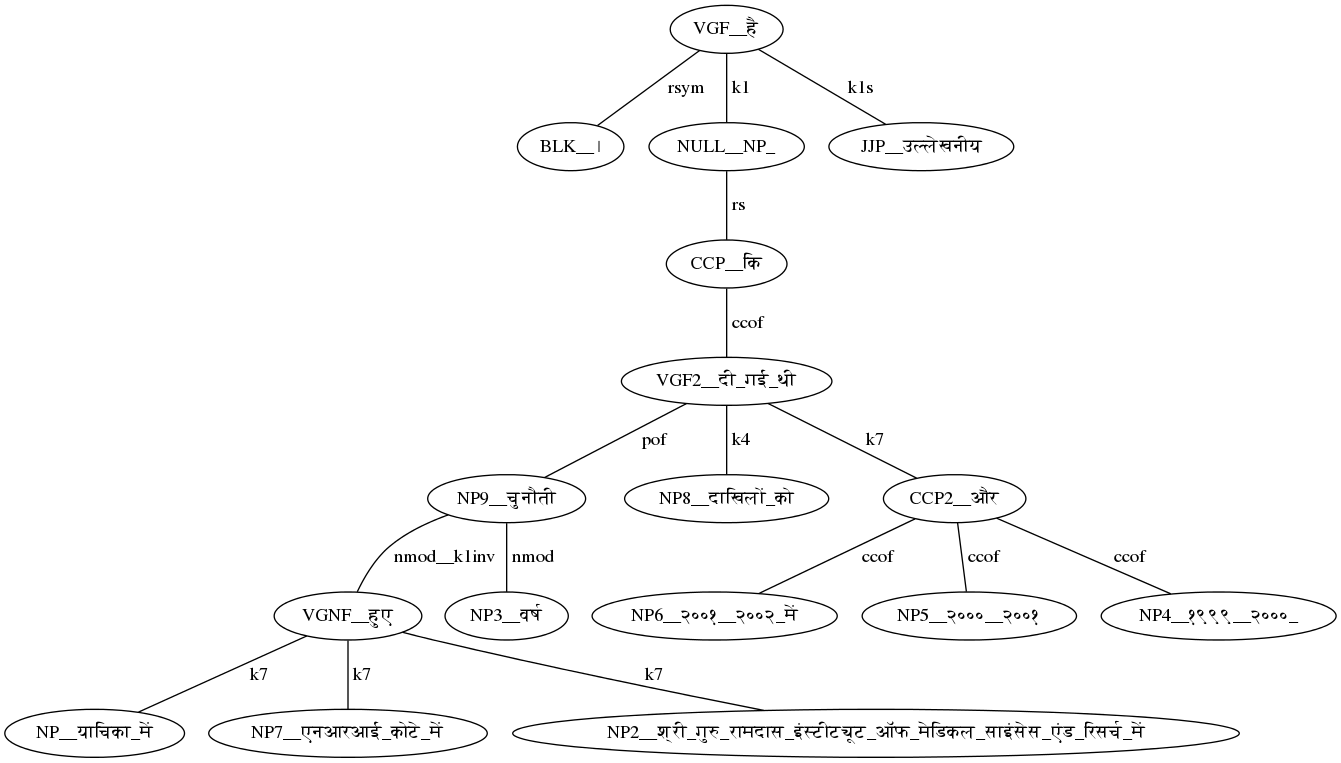 VGF__है
rsym k1 k1s
BLK__। NULL__NP_ JJP__उल्लेखनीय
rs
CCP__कि
ccof
VGF2__दी_गई_थी
pof k4 k7
NP9__चुनौती NP8__दाखिलों_को CCP2__और
nmod__k1inv nmod ccof ccof ccof
VGNF__हुए NP3__वर्ष NP6__२००१__२००२_में NP5__२०००__२००१ NP4__१९९९__२०००_
k7 k7 k7
NP__याचिका_में NP7__एनआरआई_कोटे_में NP2__श्री_गुरु_रामदास_इंस्टीटच्यूट_ऑफ_मेडिकल_साइंसेस_एंड_रिसर्च_में